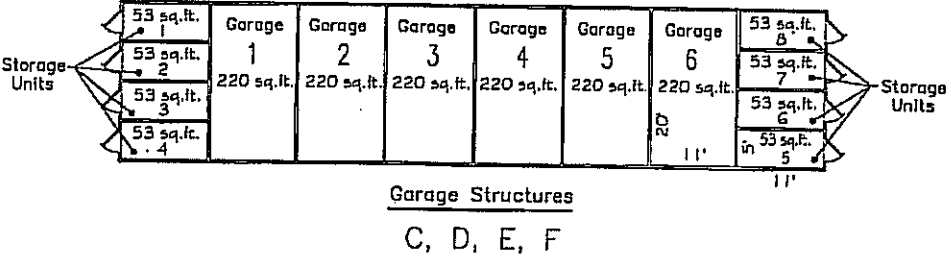 53 sq.ft.
1
53 sq.ft.
2
53 sq.ft.
3
53 sq.ft.
4
Storage
Units
Garage
1
220 sq.ft.
Garage
2
220 sq.ft.
Garage
3
220 sq.ft.
Garage
4
220 sq.ft.
Garage
5
220 sq.ft.
Garage
6
220 sq.ft.
20'
11'
53 sq.ft.
8
53 sq.ft.
7
53 sq.ft.
6
53 sq.ft.
5
11'
Storage
Units
Garage Structures
C, D, E, F